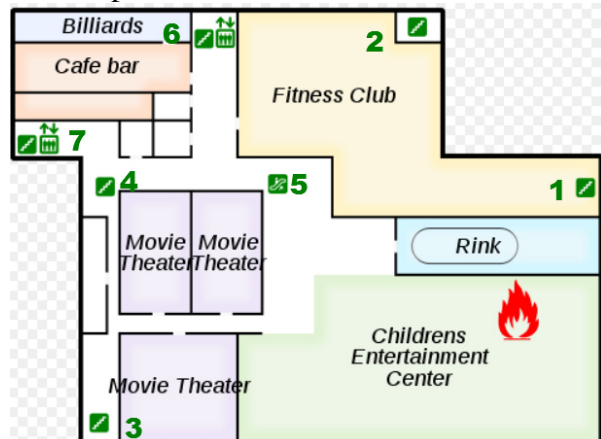 Billiards
6
2
Cafe bar
Fitness Club
7
4
5
1
Movie
Theater
Movie
Theater
Rink
Childrens
Entertainment
Center
Movie Theater
3